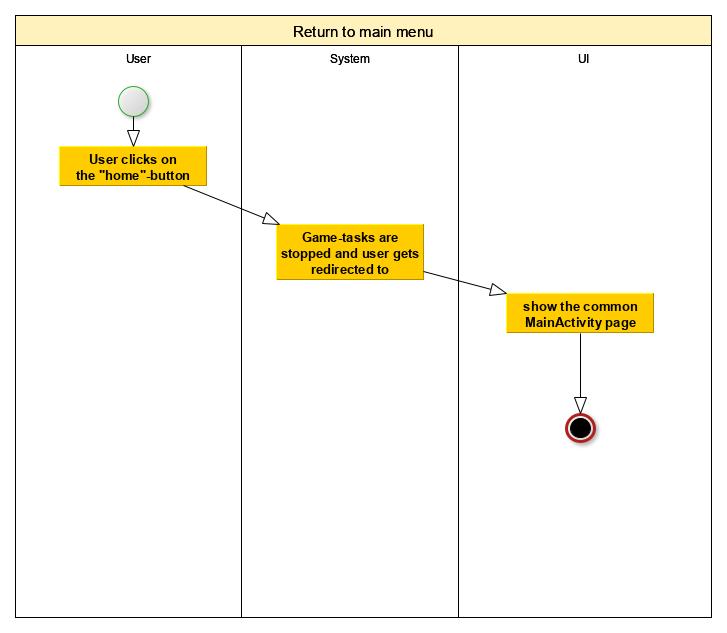 Return to main menu
User
System
UI
User clicks on
the "home"-button
Game-tasks are
stopped and user gets
redirected to
show the common
MainActivity page